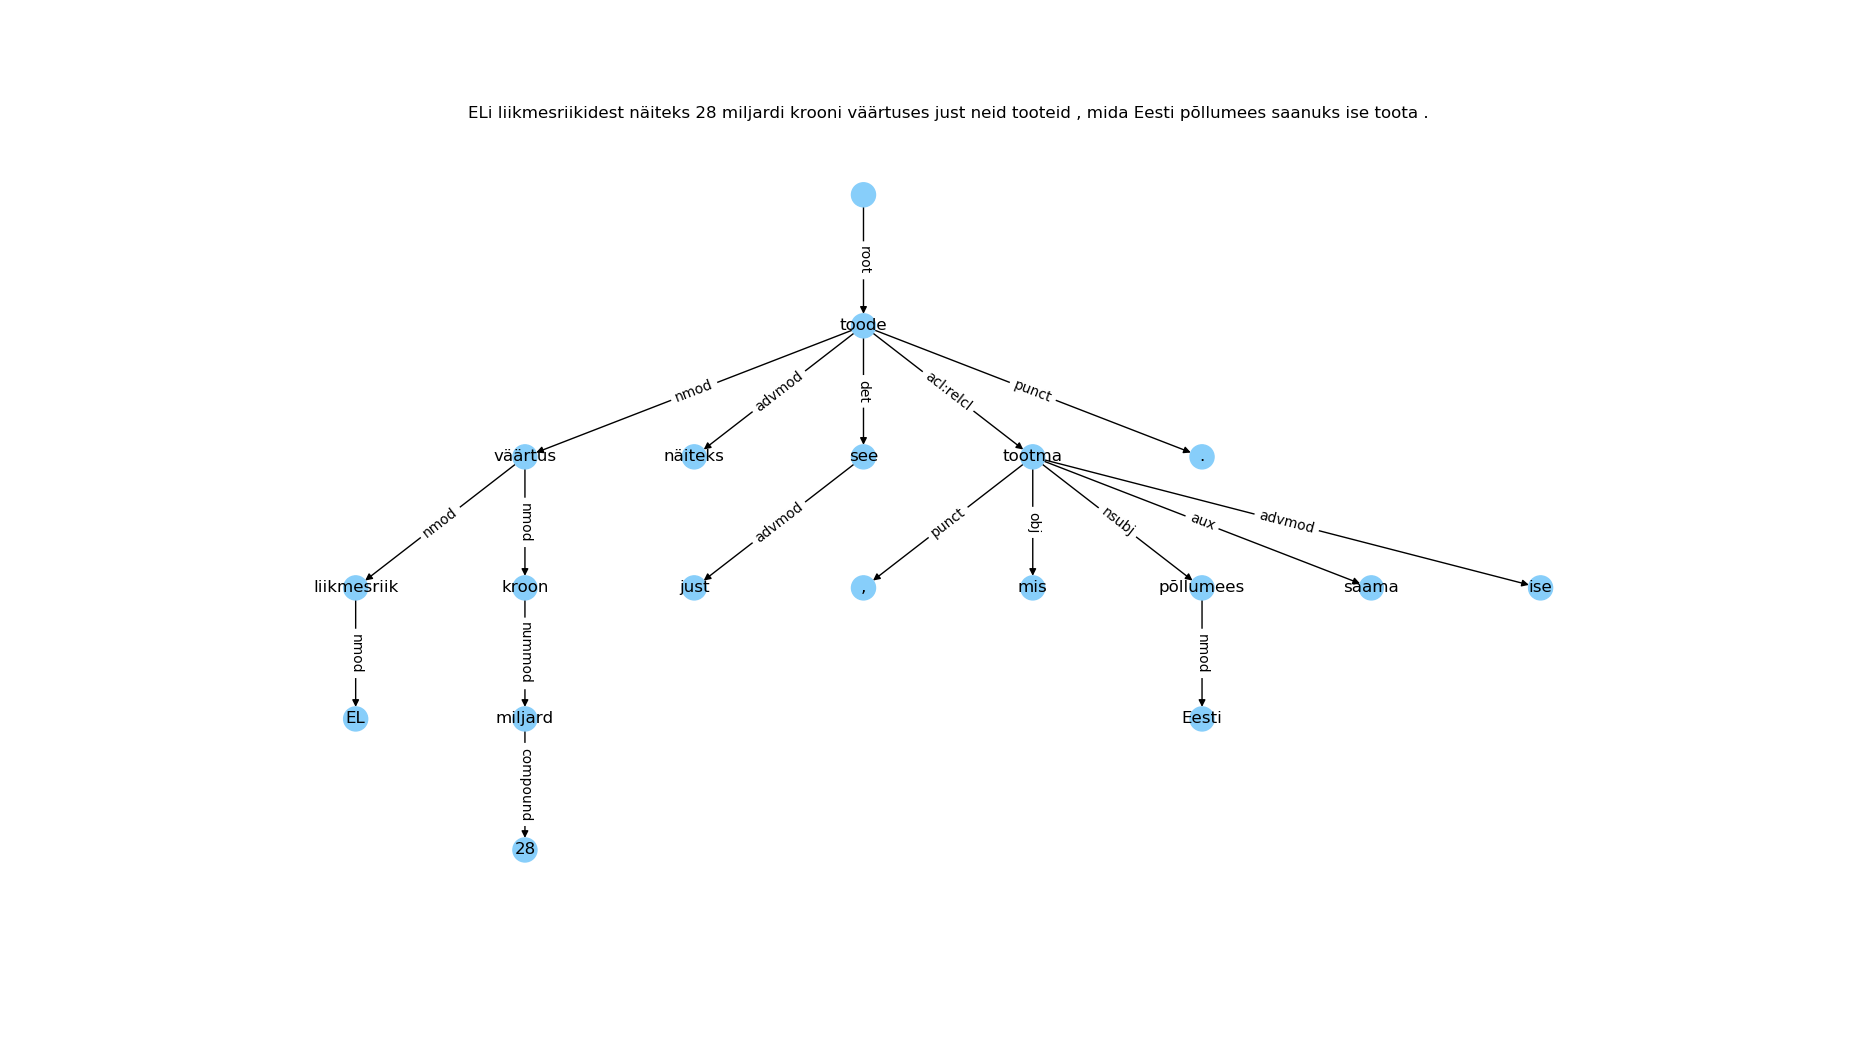 ELi liikmesriikidest näiteks 28 miljardi krooni väärtuses just neid tooteid , mida Eesti põllumees saanuks ise toota .
root
toode
nmod advmod det acl:relcl punct
väärtus näiteks see tootma .
nmod nmod advmod punct obj nsubj aux advmod
liikmesriik kroon just , mis põllumees saama ise
nmod nummod nmod
EL miljard Eesti
compound
28